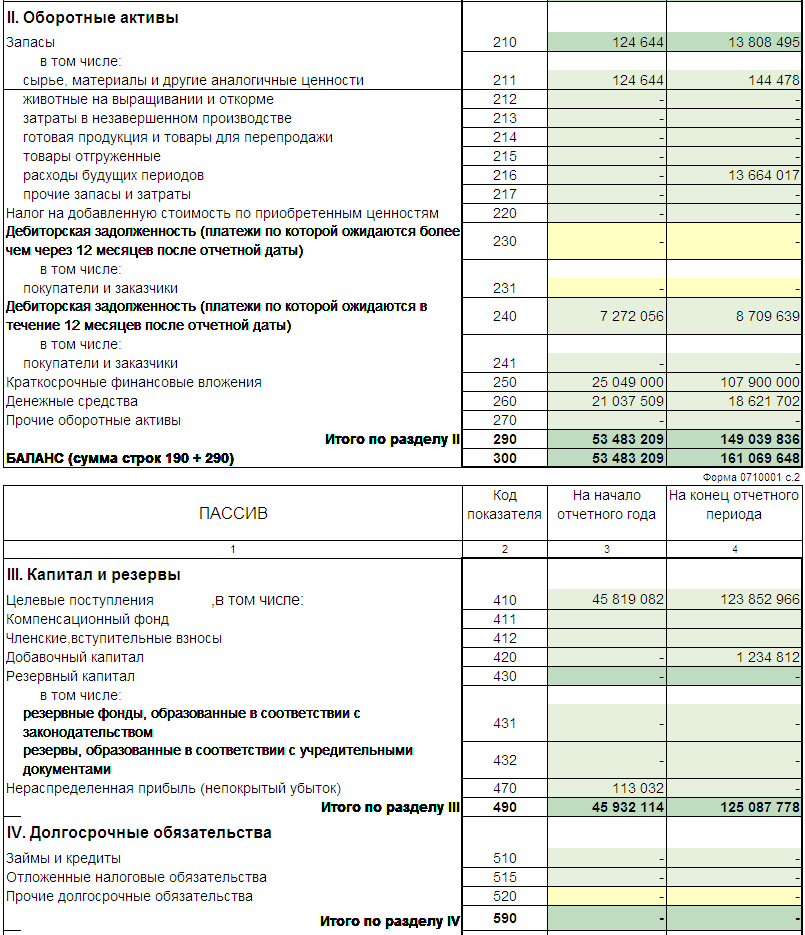 II. Оборотные активы
Запасы 210 124 644 13 808 495
в том числе:
сырье, материалы и другие аналогичные ценности 211 124 644 144 478
животные на выращивании и откорме 212 - -
затраты в незавершенном производстве 213 - -
готовая продукция и товары для перепродажи 214 - -
товары отгруженные 215 - -
расходы будущих периодов 216 - 13 664 017
прочие запасы и затраты 217 - -
Налог на добавленную стоимость по приобретенным ценностям 220 - -
Дебиторская задолженность (платежи по которой ожидаются более
чем через 12 месяцев после отчетной даты) 230 - -
в том числе:
покупатели и заказчики 231 - -
Дебиторская задолженность (платежи по которой ожидаются в
течение 12 месяцев после отчетной даты) 240 7 272 056 8 709 639
в том числе:
покупатели и заказчики 241 - -
Краткосрочные финансовые вложения 250 25 049 000 107 900 000
Денежные средства 260 21 037 509 18 621 702
Прочие оборотные активы 270 - -
Итого по разделу II 290 53 483 209 149 039 836
БАЛАНС (сумма строк 190 + 290) 300 53 483 209 161 069 648
Форма 0710001 с.2
ПАССИВ Код показателя На начало отчетного года На конец отчетного периода
1 2 3 4
III. Капитал и резервы
Целевые поступления ,в том числе: 410 45 819 082 123 852 966
Компенсационный фонд 411
Членские,вступительные взносы 412
Добавочный капитал 420 - 1 234 812
Резервный капитал 430 - -
в том числе:
резервные фонды, образованные в соответствии с
законодательством 431 - -
резервы, образованные в соответствии с учредительными
документами 432 - -
Нераспределенная прибыль (непокрытый убыток) 470 113 032 -
Итого по разделу III 490 45 932 114 125 087 778
IV. Долгосрочные обязательства
Займы и кредиты 510 - -
Отложенные налоговые обязательства 515 - -
Прочие долгосрочные обязательства 520 - -
Итого по разделу IV 590 - -